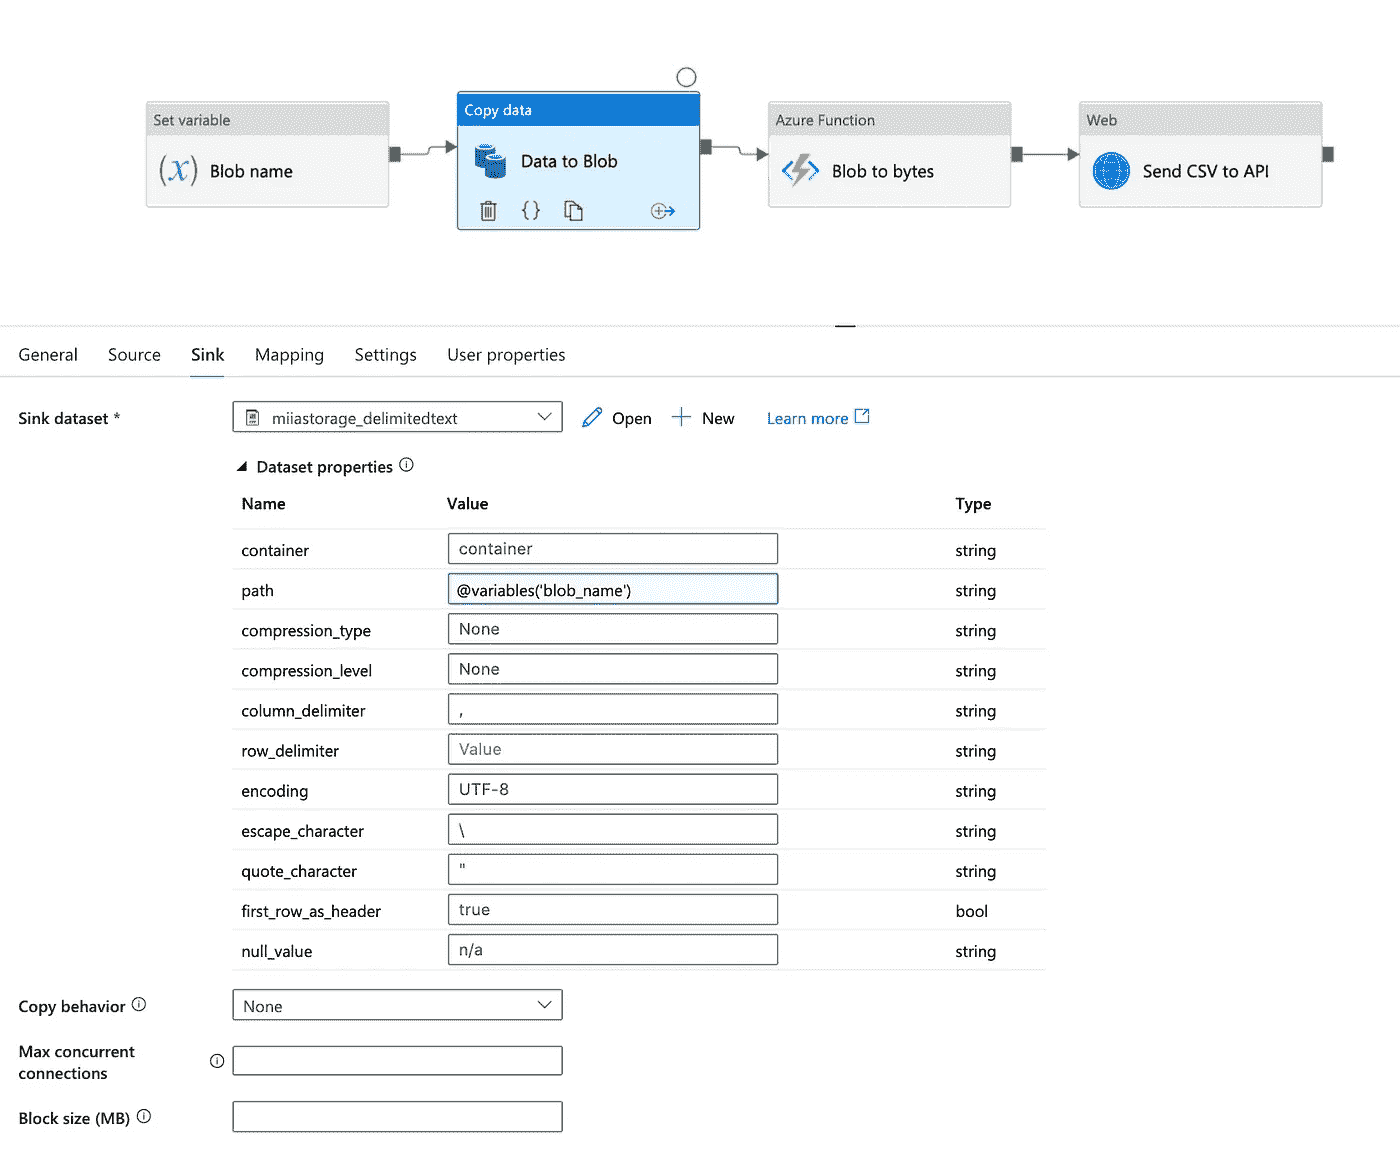 Set variable
(x) Blob name
Copy data
Data to Blob
{}
Azure Function
Blob to bytes
Web
Send CSV to API
General Source Sink Mapping Settings User properties
Sink dataset * miiastorage_delimitedtext Open New Learn more
Dataset properties
Name Value Type
container container string
path @variables('blob_name') string
compression_type None string
compression_level None string
column_delimiter , string
row_delimiter Value string
encoding UTF-8 string
escape_character \ string
quote_character " string
first_row_as_header true bool
null_value n/a string
Copy behavior None
Max concurrent
connections
Block size (MB)